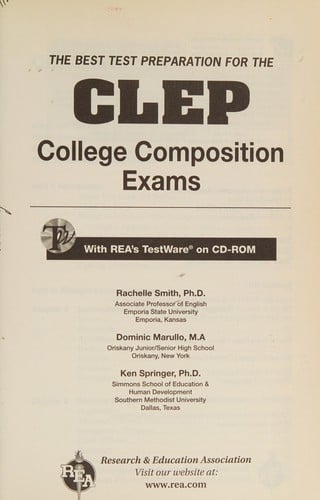 THE BEST TEST PREPARATION FOR THE
CLEP
College Composition
Exams
With REA's TestWare® on CD-ROM
Rachelle Smith, Ph.D.
Associate Professor of English
Emporia State University
Emporia, Kansas
Dominic Marullo, M.A
Oriskany Junior/Senior High School
Oriskany, New York
Ken Springer, Ph.D.
Simmons School of Education &
Human Development
Southern Methodist University
Dallas, Texas
REA
Research & Education Association
Visit our website at:
www.rea.com